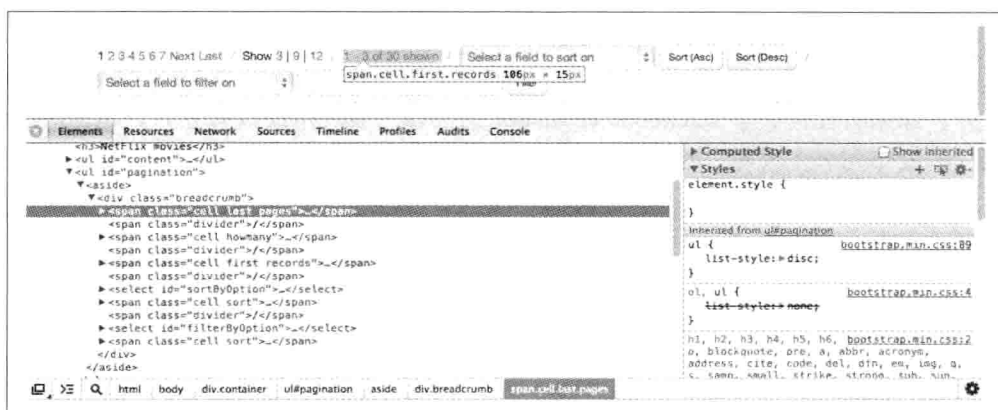 1 2 3 4 5 6 7 Next Last / Show 3 | 9 | 12 / 1 - 3 of 30 shown / Select a field to sort on Sort (Asc) Sort (Desc) /
span.cell.first.records 106px × 15px
Select a field to filter on
Elements Resources Network Sources Timeline Profiles Audits Console
<h3>NetFlix movies</h3>
▶<ul id="content">…</ul>
▼<ul id="pagination">
▼<aside>
▼<div class="breadcrumb">
▶<span class="cell last pages">…</span>
<span class="divider">/</span>
▶<span class="cell howmany">…</span>
<span class="divider">/</span>
▶<span class="cell first records">…</span>
<span class="divider">/</span>
▶<select id="sortByOption">…</select>
▶<span class="cell sort">…</span>
<span class="divider">/</span>
▶<select id="filterByOption">…</select>
▶<span class="cell sort">…</span>
</div>
</aside>
▶ Computed Style Show inherited
▼ Styles
element.style {
}
Inherited from ul#pagination
ul { bootstrap.min.css:89
list-style:▶disc;
}
ol, ul { bootstrap.min.css:4
list-style:▶none;
}
h1, h2, h3, h4, h5, h6, bootstrap.min.css:2
p, blockquote, pre, a, abbr, acronym,
address, cite, code, del, dfn, em, img, q,
s, samp, small, strike, strong, sub, sup,
html body div.container ul#pagination aside div.breadcrumb span.cell.last.pages